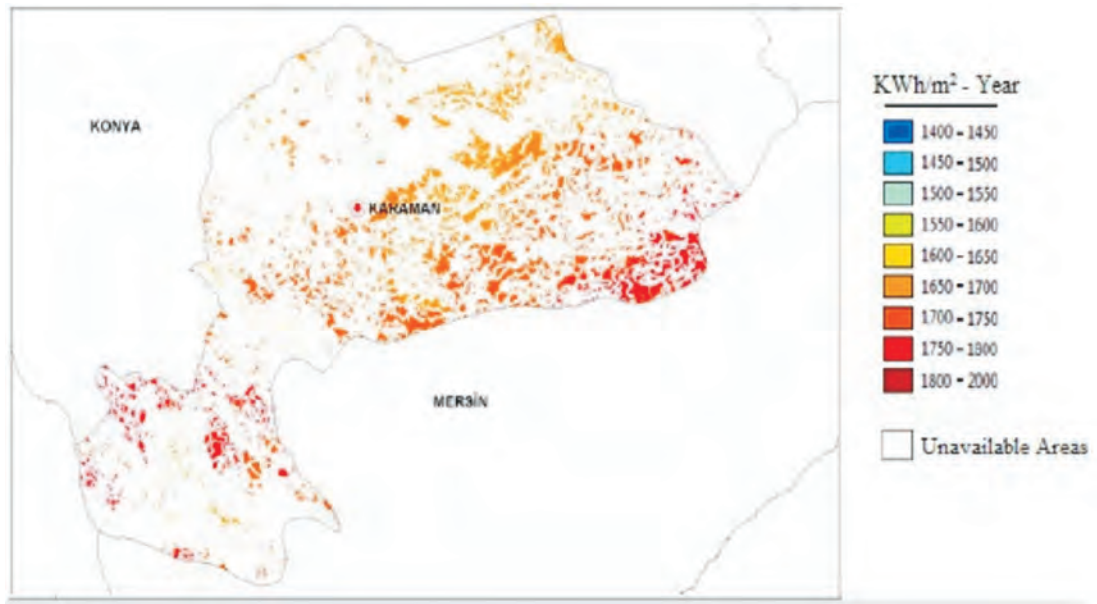 KONYA
KARAMAN
MERSİN
KWh/m² - Year
1400 - 1450
1450 - 1500
1500 - 1550
1550 - 1600
1600 - 1650
1650 - 1700
1700 - 1750
1750 - 1800
1800 - 2000
Unavailable Areas